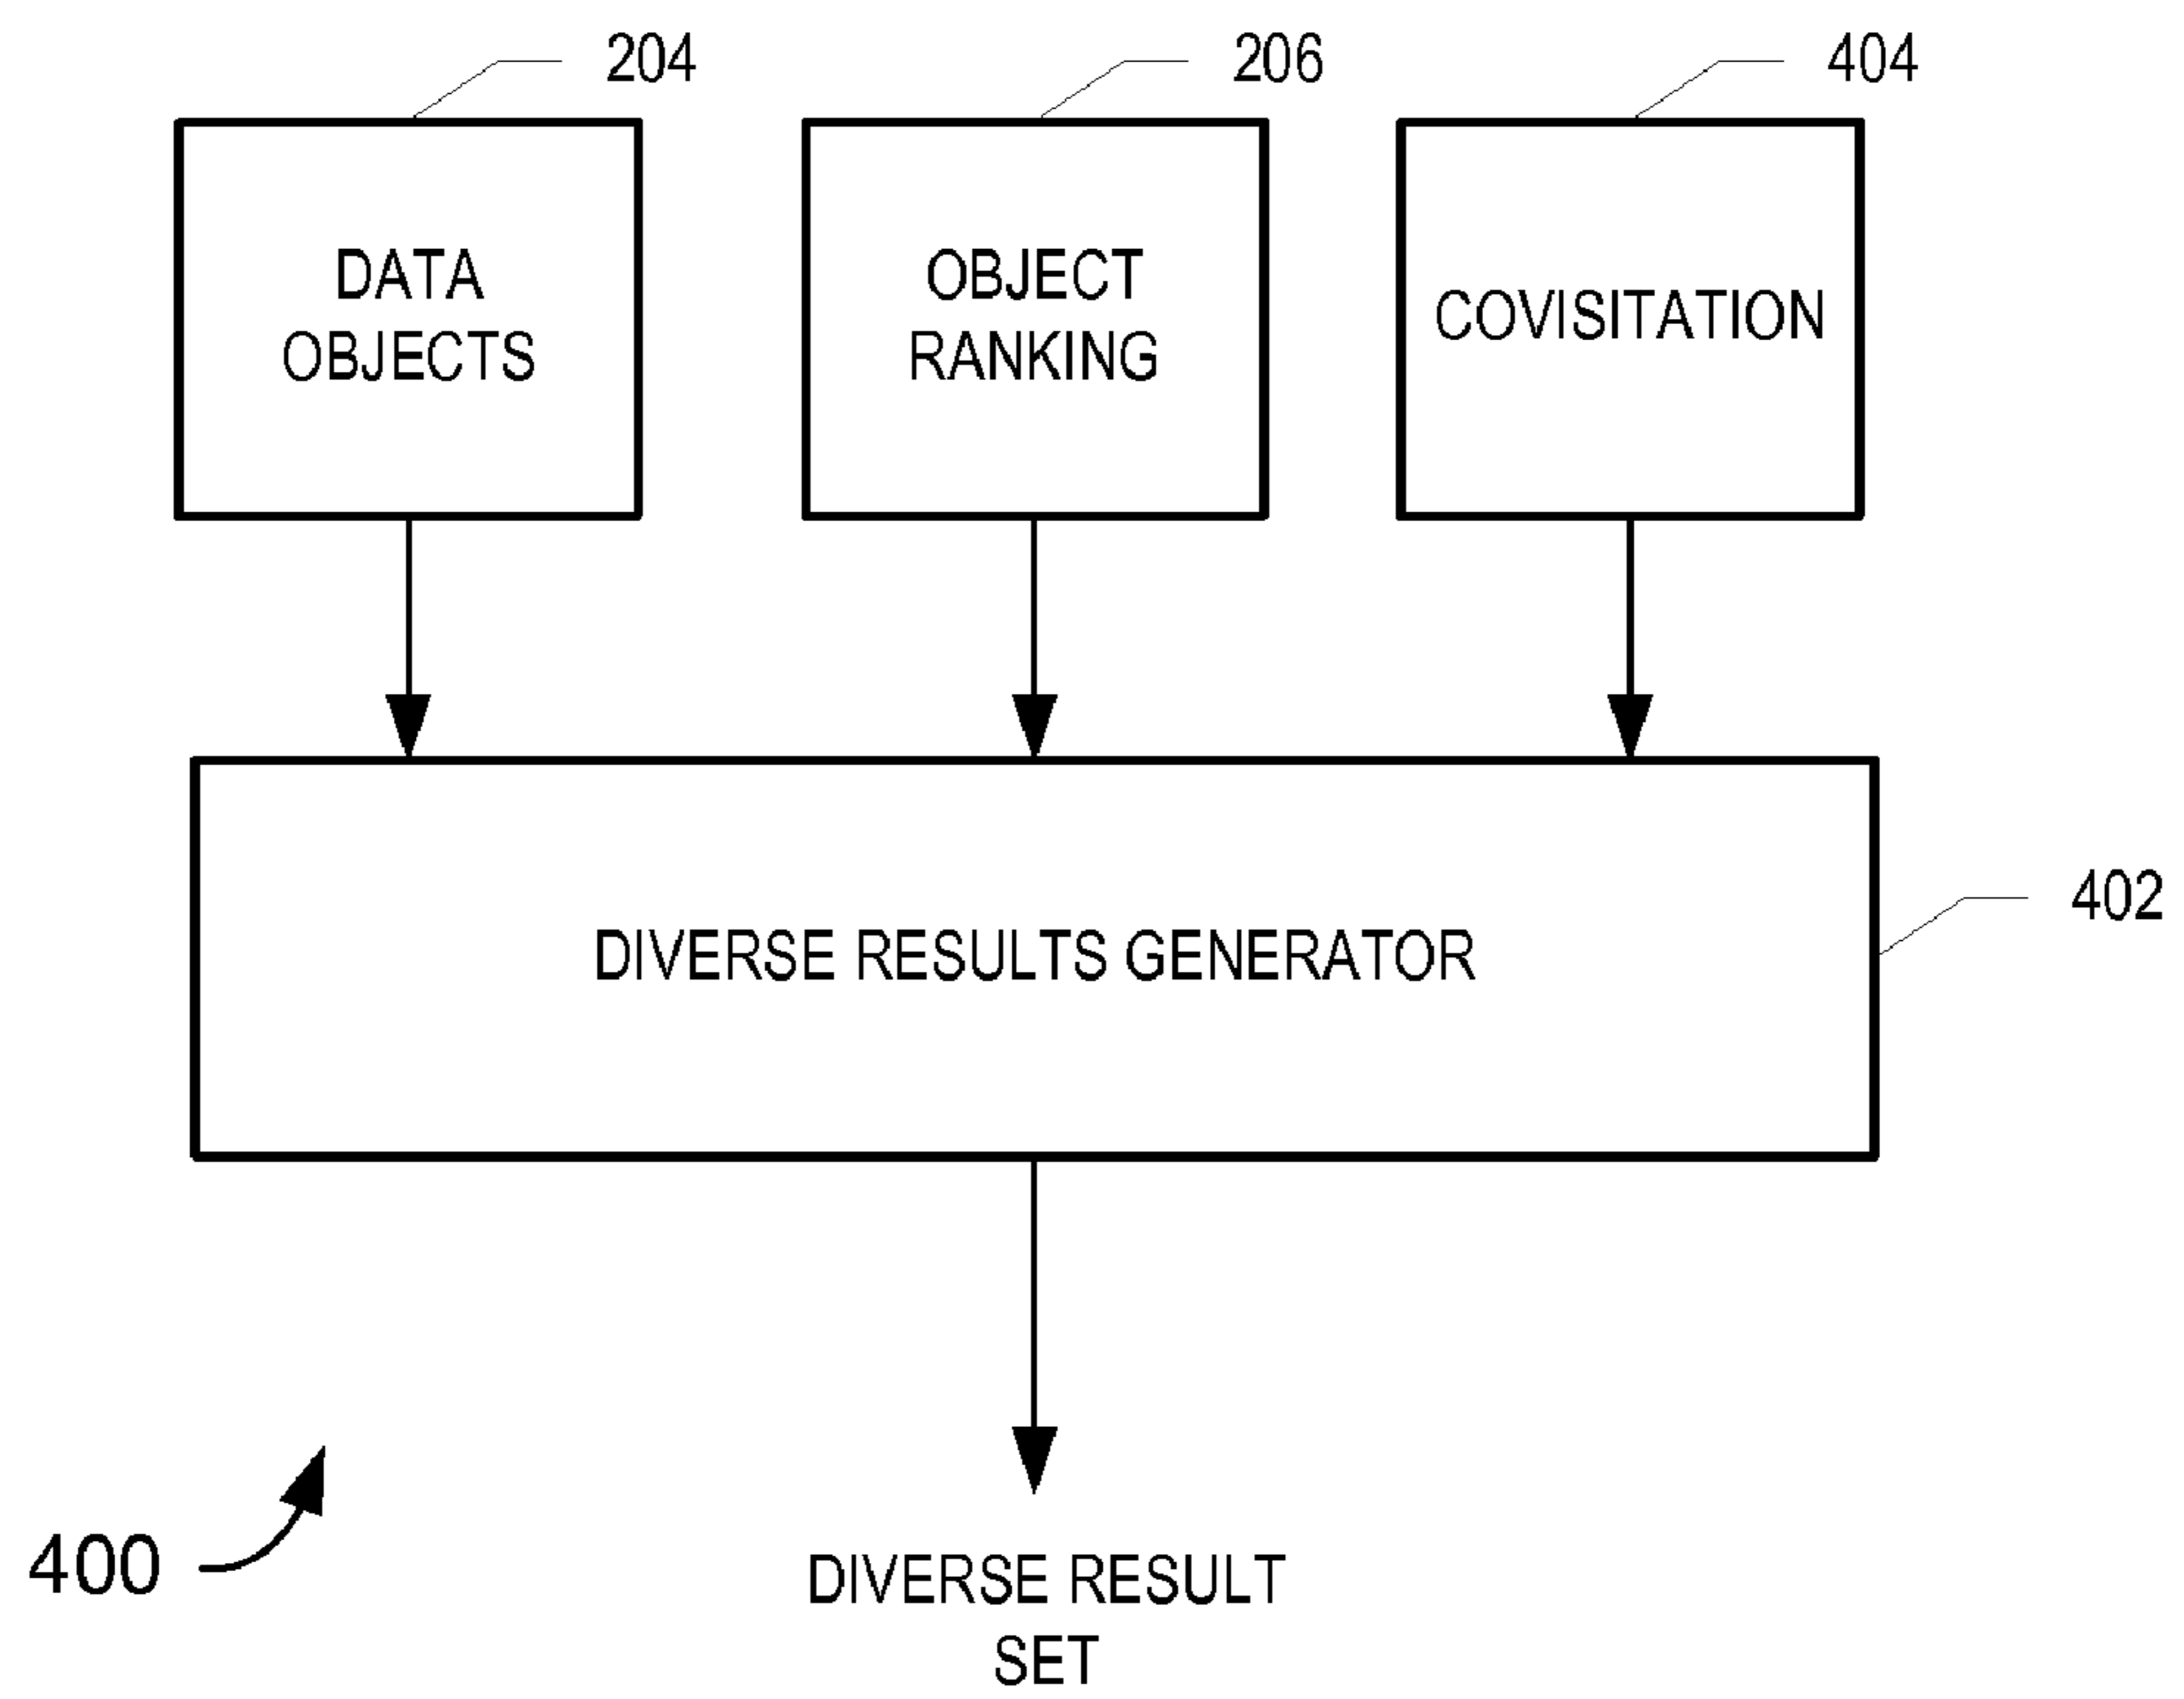 204
206
404
DATA
OBJECTS
OBJECT
RANKING
COVISITATION
402
DIVERSE RESULTS GENERATOR
400
DIVERSE RESULT
SET